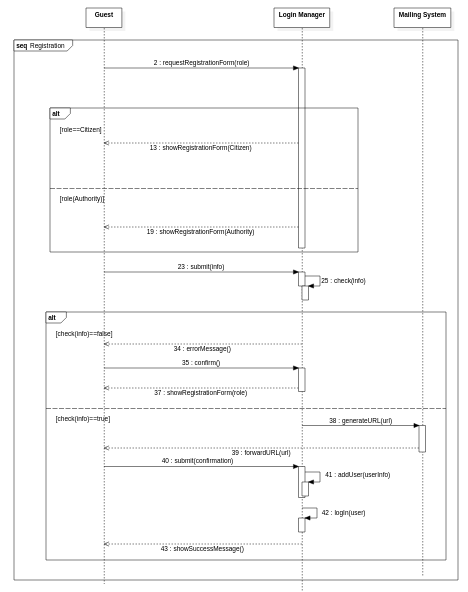 Guest
Login Manager
Mailing System
seq Registration
2 : requestRegistrationForm(role)
alt
[role==Citizen]
13 : showRegistrationForm(Citizen)
[role(Authority)]
19 : showRegistrationForm(Authority)
23 : submit(info)
25 : check(info)
alt
[check(info)==false]
34 : errorMessage()
35 : confirm()
37 : showRegistrationForm(role)
[check(info)==true]
38 : generateURL(url)
39 : forwardURL(url)
40 : submit(confirmation)
41 : addUser(userInfo)
42 : logIn(user)
43 : showSuccessMessage()